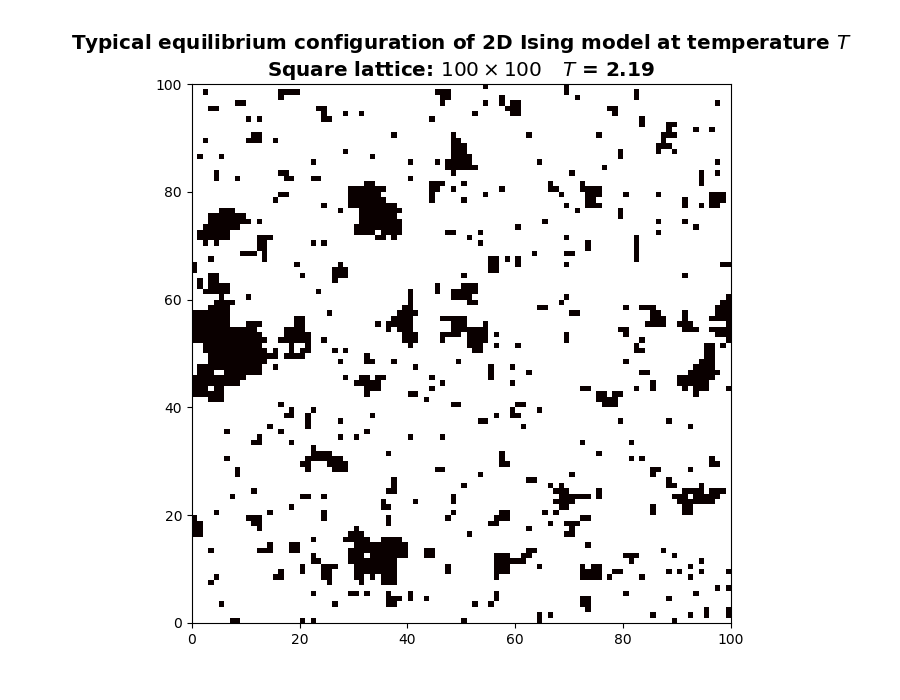 Typical equilibrium configuration of 2D Ising model at temperature T
Square lattice: 100 × 100 T = 2.19
100
80
60
40
20
0
0 20 40 60 80 100